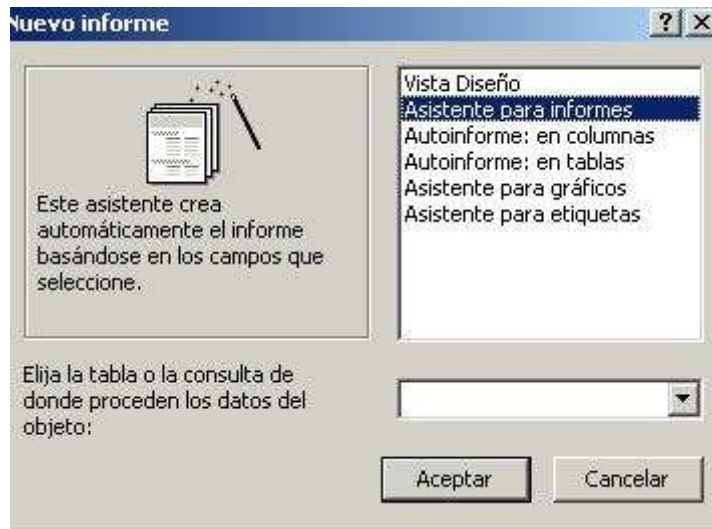 Nuevo informe
Este asistente crea
automáticamente el informe
basándose en los campos que
seleccione.
Vista Diseño
Asistente para informes
Autoinforme: en columnas
Autoinforme: en tablas
Asistente para gráficos
Asistente para etiquetas
Elija la tabla o la consulta de
donde proceden los datos del
objeto:
Aceptar
Cancelar